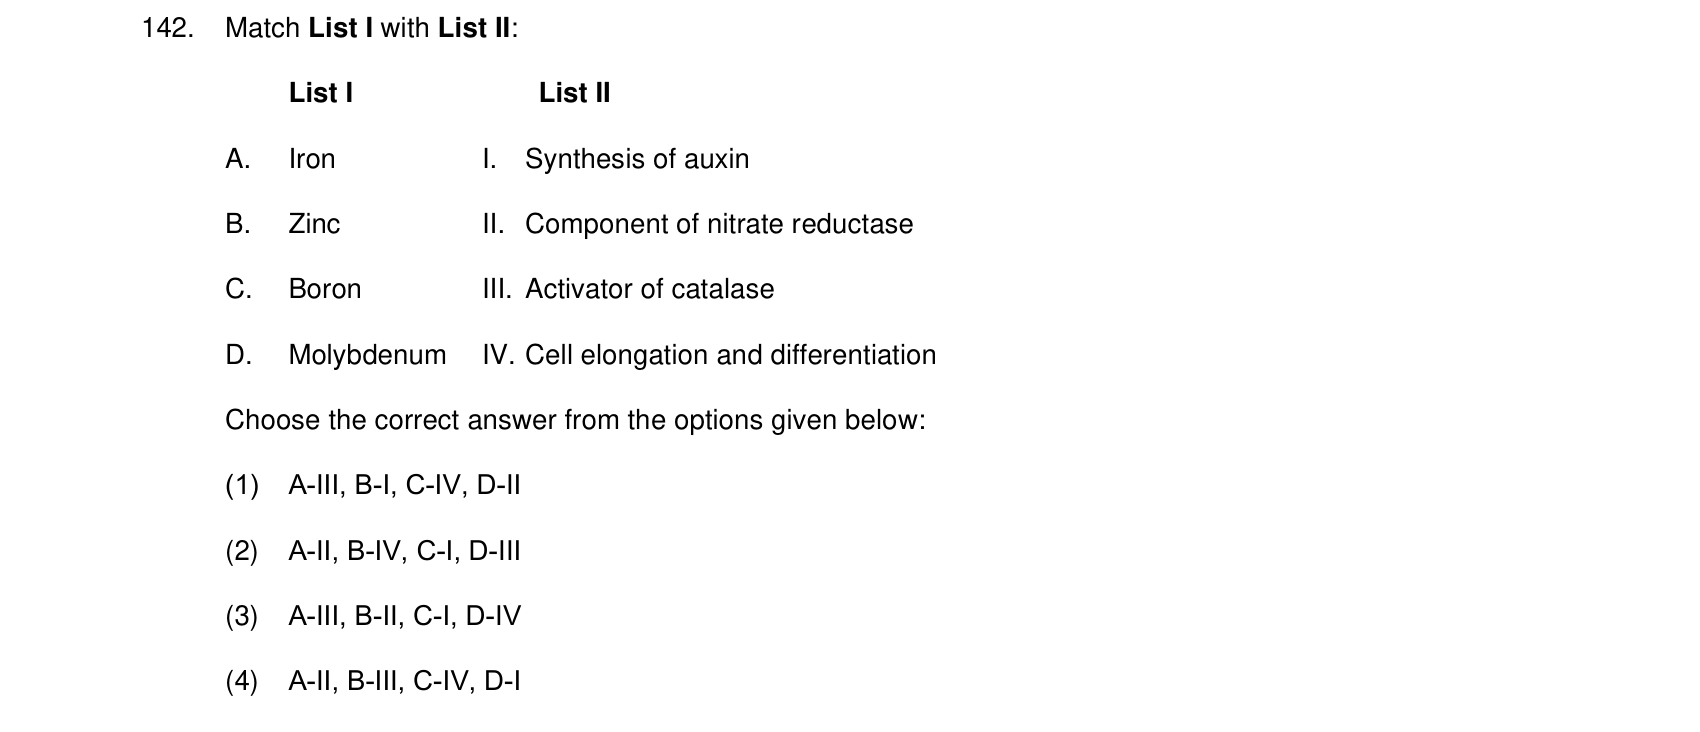 142. Match List I with List II:
List I List II
A. Iron I. Synthesis of auxin
B. Zinc II. Component of nitrate reductase
C. Boron III. Activator of catalase
D. Molybdenum IV. Cell elongation and differentiation
Choose the correct answer from the options given below:
(1) A-III, B-I, C-IV, D-II
(2) A-II, B-IV, C-I, D-III
(3) A-III, B-II, C-I, D-IV
(4) A-II, B-III, C-IV, D-I